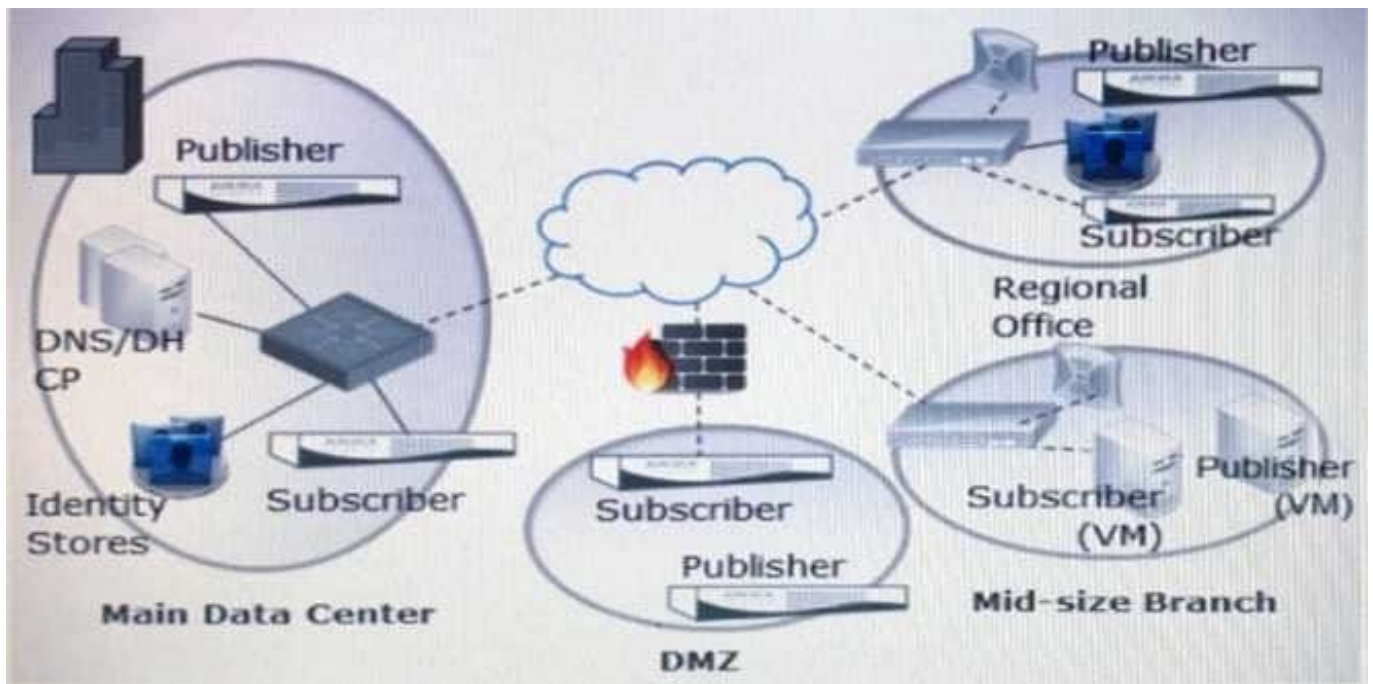 Publisher
DNS/DH
CP
Identity
Stores
Subscriber
Main Data Center
Subscriber
Publisher
DMZ
Publisher
Subscriber
Regional
Office
Subscriber
(VM)
Publisher
(VM)
Mid-size Branch